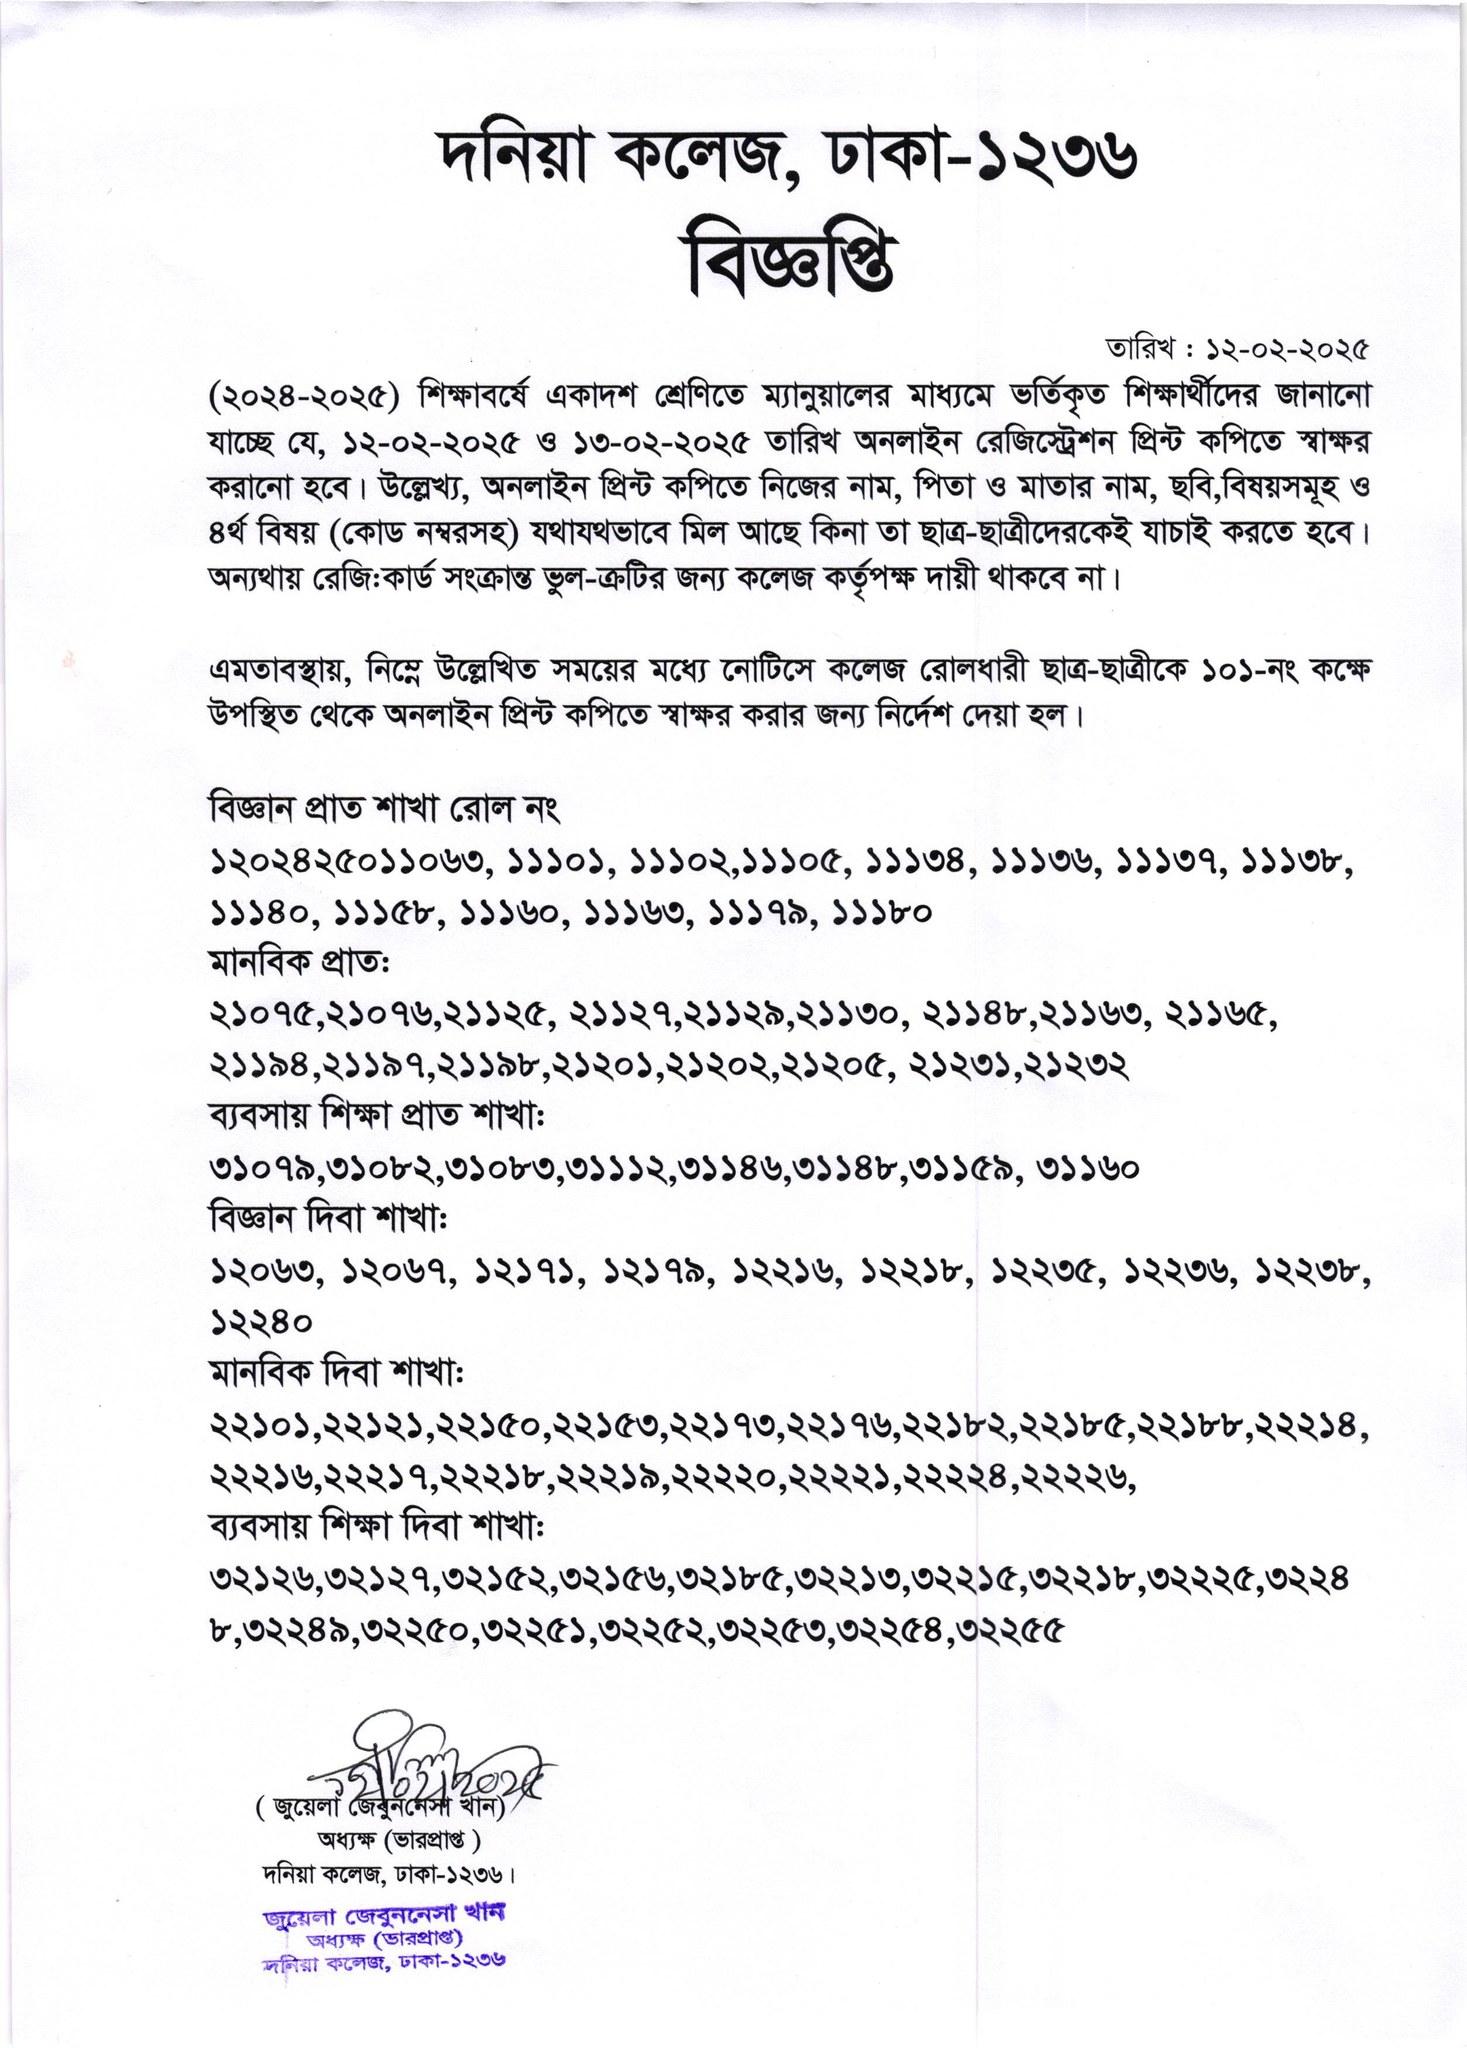 দনিয়া কলেজ, ঢাকা-১২৩৬
বিজ্ঞপ্তি
তারিখ : ১২-০২-২০২৫
(২০২৪-২০২৫) শিক্ষাবর্ষে একাদশ শ্রেণিতে ম্যানুয়ালের মাধ্যমে ভর্তিকৃত শিক্ষার্থীদের জানানো
যাচ্ছে যে, ১২-০২-২০২৫ ও ১৩-০২-২০২৫ তারিখ অনলাইন রেজিস্ট্রেশন প্রিন্ট কপিতে স্বাক্ষর
করানো হবে। উল্লেখ্য, অনলাইন প্রিন্ট কপিতে নিজের নাম, পিতা ও মাতার নাম, ছবি,বিষয়সমূহ ও
৪র্থ বিষয় (কোড নম্বরসহ) যথাযথভাবে মিল আছে কিনা তা ছাত্র-ছাত্রীদেরকেই যাচাই করতে হবে।
অন্যথায় রেজি:কার্ড সংক্রান্ত ভুল-ক্রটির জন্য কলেজ কর্তৃপক্ষ দায়ী থাকবে না।
এমতাবস্থায়, নিম্নে উল্লেখিত সময়ের মধ্যে নোটিসে কলেজ রোলধারী ছাত্র-ছাত্রীকে ১০১-নং কক্ষে
উপস্থিত থেকে অনলাইন প্রিন্ট কপিতে স্বাক্ষর করার জন্য নির্দেশ দেয়া হল।
বিজ্ঞান প্রাত শাখা রোল নং
১২০২৪২৫০১১০৬৩, ১১১০১, ১১১০২,১১১০৫, ১১১৩৪, ১১১৩৬, ১১১৩৭, ১১১৩৮,
১১১৪০, ১১১৫৮, ১১১৬০, ১১১৬৩, ১১১৭৯, ১১১৮০
মানবিক প্রাত:
২১০৭৫,২১০৭৬,২১১২৫, ২১১২৭,২১১২৯,২১১৩০, ২১১৪৮,২১১৬৩, ২১১৬৫,
২১১৯৪,২১১৯৭,২১১৯৮,২১২০১,২১২০২,২১২০৫, ২১২৩১,২১২৩২
ব্যবসায় শিক্ষা প্রাত শাখা:
৩১০৭৯,৩১০৮২,৩১০৮৩,৩১১১২,৩১১৪৬,৩১১৪৮,৩১১৫৯, ৩১১৬০
বিজ্ঞান দিবা শাখা:
১২০৬৩, ১২০৬৭, ১২১৭১, ১২১৭৯, ১২২১৬, ১২২১৮, ১২২৩৫, ১২২৩৬, ১২২৩৮,
১২২৪০
মানবিক দিবা শাখা:
২২১০১,২২১২১,২২১৫০,২২১৫৩,২২১৭৩,২২১৭৬,২২১৮২,২২১৮৫,২২১৮৮,২২২১৪,
২২২১৬,২২২১৭,২২২১৮,২২২১৯,২২২২০,২২২২১,২২২২৪,২২২২৬,
ব্যবসায় শিক্ষা দিবা শাখা:
৩২১২৬,৩২১২৭,৩২১৫২,৩২১৫৬,৩২১৮৫,৩২২১৩,৩২২১৫,৩২২১৮,৩২২২৫,৩২২৪
৮,৩২২৪৯,৩২২৫০,৩২২৫১,৩২২৫২,৩২২৫৩,৩২২৫৪,৩২২৫৫
( জুয়েলা জেবুননেসা খান)
অধ্যক্ষ (ভারপ্রাপ্ত )
দনিয়া কলেজ, ঢাকা-১২৩৬।
জুয়েলা জেবুননেসা খান
অধ্যক্ষ (ভারপ্রাপ্ত)
দনিয়া কলেজ, ঢাকা-১২৩৬